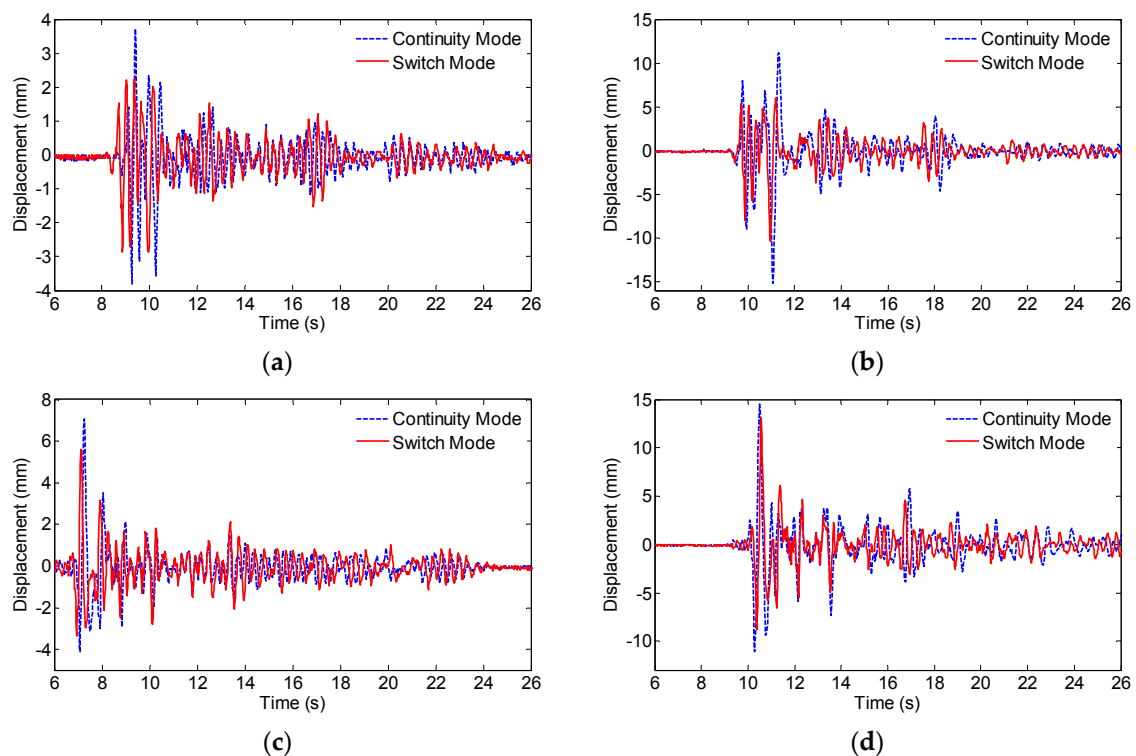 4
3
2
1
0
-1
-2
-3
-4
Displacement (mm)
Continuity Mode
Switch Mode
6 8 10 12 14 16 18 20 22 24 26
Time (s)
(a)
15
10
5
0
-5
-10
-15
Displacement (mm)
Continuity Mode
Switch Mode
6 8 10 12 14 16 18 20 22 24 26
Time (s)
(b)
8
6
4
2
0
-2
-4
Displacement (mm)
Continuity Mode
Switch Mode
6 8 10 12 14 16 18 20 22 24 26
Time (s)
(c)
15
10
5
0
-5
-10
Displacement (mm)
Continuity Mode
Switch Mode
6 8 10 12 14 16 18 20 22 24 26
Time (s)
(d)